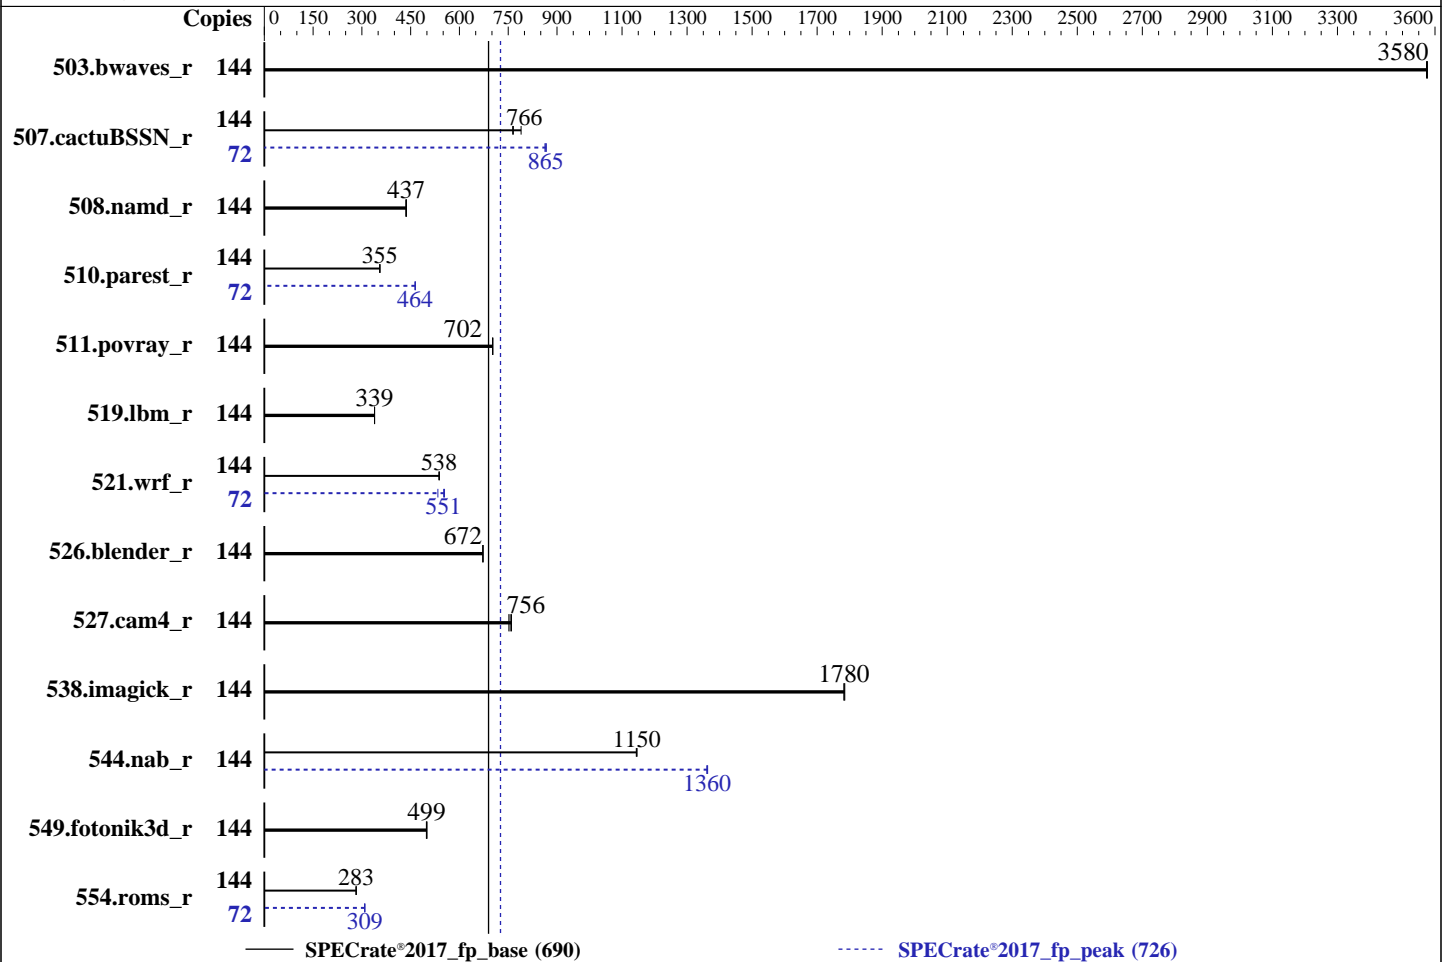 Copies 0 150 300 450 600 750 900 1100 1300 1500 1700 1900 2100 2300 2500 2700 2900 3100 3300 3600
503.bwaves_r 144 3580
507.cactuBSSN_r 144 766
72 865
508.namd_r 144 437
510.parest_r 144 355
72 464
511.povray_r 144 702
519.lbm_r 144 339
521.wrf_r 144 538
72 551
526.blender_r 144 672
527.cam4_r 144 756
538.imagick_r 144 1780
544.nab_r 144 1150
1360
549.fotonik3d_r 144 499
554.roms_r 144 283
72 309
SPECrate®2017_fp_base (690) SPECrate®2017_fp_peak (726)